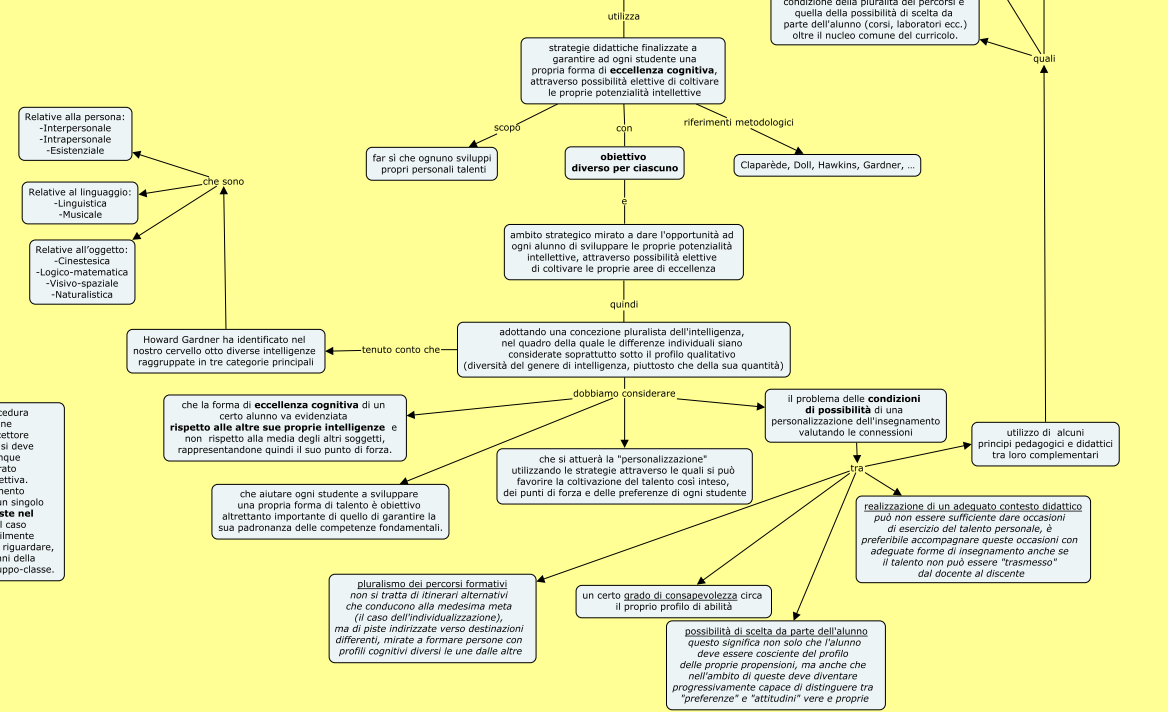 utilizza
condizione della pluralità dei percorsi e
quella della possibilità di scelta da
parte dell'alunno (corsi, laboratori ecc.)
oltre il nucleo comune del curricolo.
quali
strategie didattiche finalizzate a
garantire ad ogni studente una
propria forma di eccellenza cognitiva,
attraverso possibilità elettive di coltivare
le proprie potenzialità intellettive
scopo
con
riferimenti metodologici
far sì che ognuno sviluppi
propri personali talenti
obiettivo
diverso per ciascuno
Claparède, Doll, Hawkins, Gardner, ...
Relative alla persona:
-Interpersonale
-Intrapersonale
-Esistenziale
che sono
Relative al linguaggio:
-Linguistica
-Musicale
Relative all'oggetto:
-Cinestesica
-Logico-matematica
-Visivo-spaziale
-Naturalistica
e
ambito strategico mirato a dare l'opportunità ad
ogni alunno di sviluppare le proprie potenzialità
intellettive, attraverso possibilità elettive
di coltivare le proprie aree di eccellenza
quindi
Howard Gardner ha identificato nel
nostro cervello otto diverse intelligenze
raggruppate in tre categorie principali
tenuto conto che
adottando una concezione pluralista dell'intelligenza,
nel quadro della quale le differenze individuali siano
considerate soprattutto sotto il profilo qualitativo
(diversità del genere di intelligenza, piuttosto che della sua quantità)
dobbiamo considerare
che la forma di eccellenza cognitiva di un
certo alunno va evidenziata
rispetto alle altre sue proprie intelligenze e
non rispetto alla media degli altri soggetti,
rappresentandone quindi il suo punto di forza.
il problema delle condizioni
di possibilità di una
personalizzazione dell'insegnamento
valutando le connessioni
utilizzo di alcuni
principi pedagogici e didattici
tra loro complementari
che si attuerà la "personalizzazione"
utilizzando le strategie attraverso le quali si può
favorire la coltivazione del talento così inteso,
dei punti di forza e delle preferenze di ogni studente
tra
che aiutare ogni studente a sviluppare
una propria forma di talento è obiettivo
altrettanto importante di quello di garantire la
sua padronanza delle competenze fondamentali.
realizzazione di un adeguato contesto didattico
può non essere sufficiente dare occasioni
di esercizio del talento personale, è
preferibile accompagnare queste occasioni con
adeguate forme di insegnamento anche se
il talento non può essere "trasmesso"
dal docente al discente
cedura
ne
cettore
si deve
nque
rato
ettiva.
mento
un singolo
ste nel
l caso
ilmente
riguardare,
ni della
uppo-classe.
pluralismo dei percorsi formativi
non si tratta di itinerari alternativi
che conducono alla medesima meta
(il caso dell'individualizzazione),
ma di piste indirizzate verso destinazioni
differenti, mirate a formare persone con
profili cognitivi diversi le une dalle altre
un certo grado di consapevolezza circa
il proprio profilo di abilità
possibilità di scelta da parte dell'alunno
questo significa non solo che l'alunno
deve essere cosciente del profilo
delle proprie propensioni, ma anche che
nell'ambito di queste deve diventare
progressivamente capace di distinguere tra
"preferenze" e "attitudini" vere e proprie